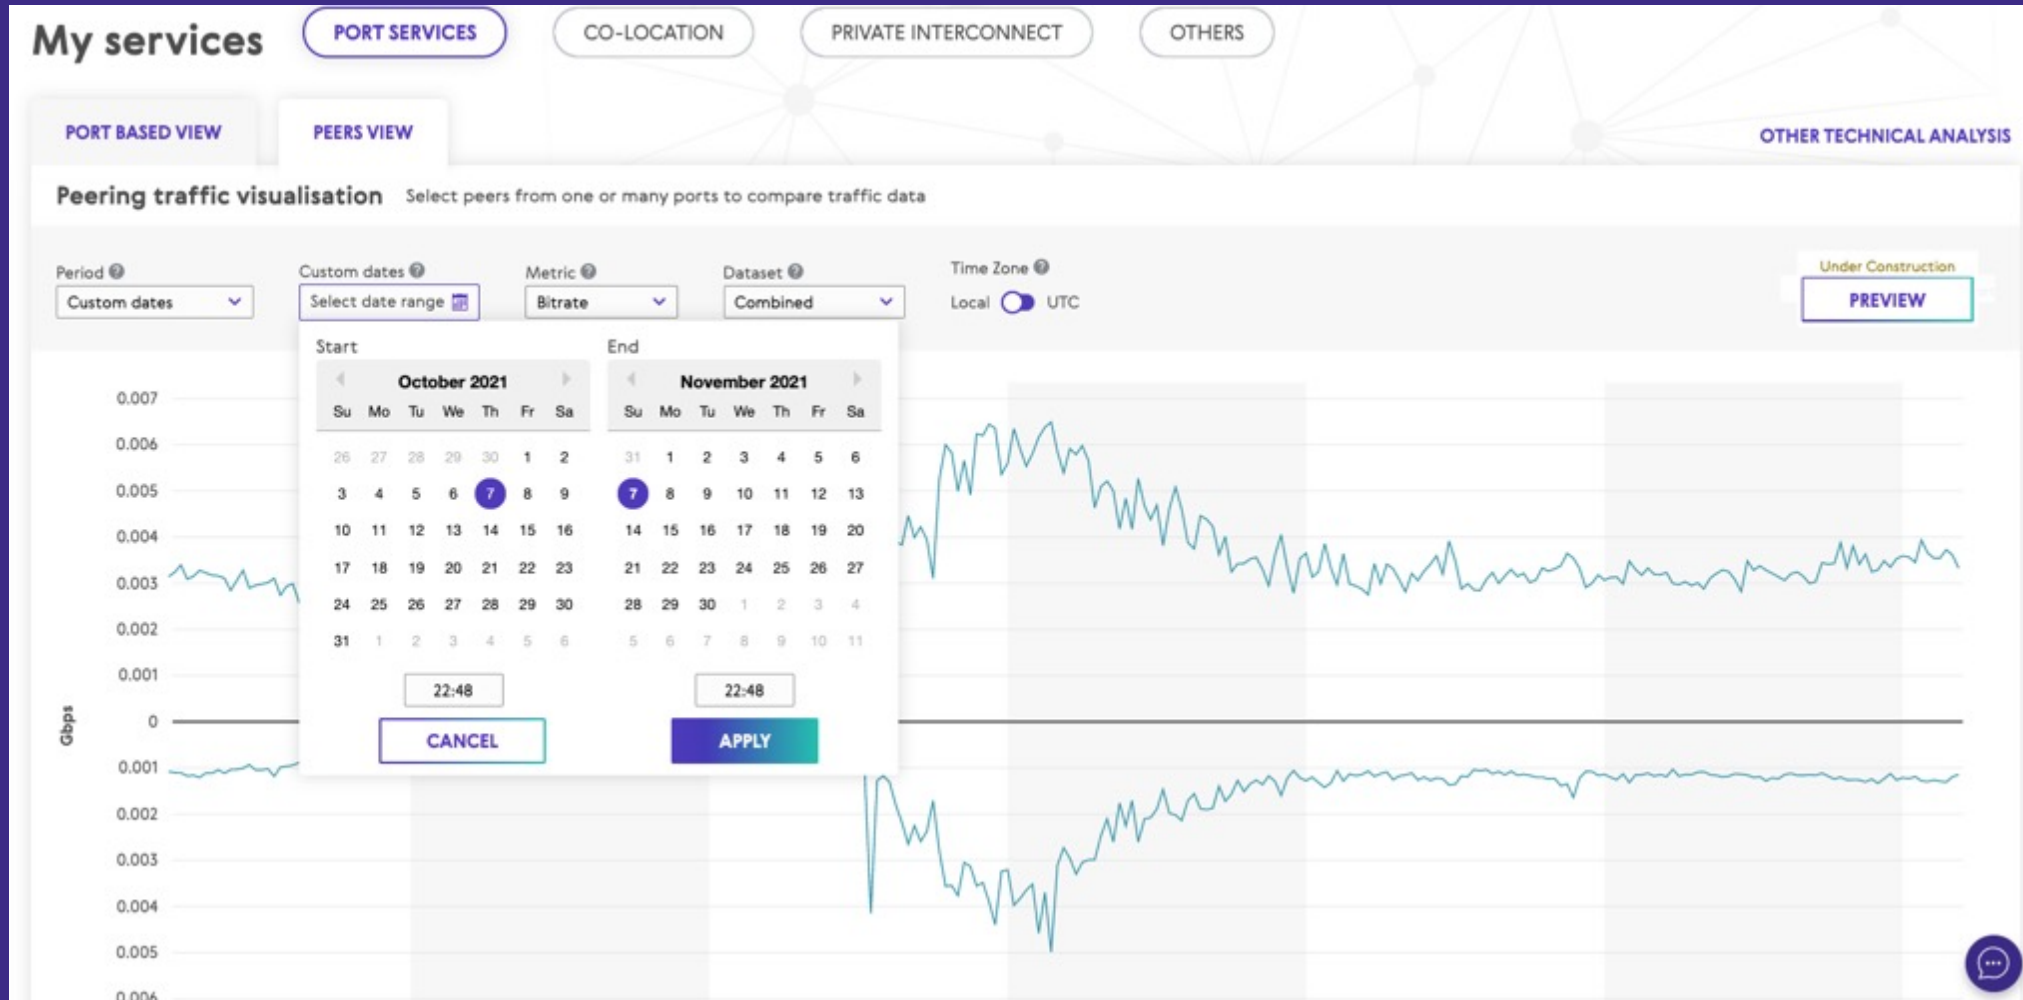 My services
PORT SERVICES
CO-LOCATION
PRIVATE INTERCONNECT
OTHERS
PORT BASED VIEW
PEERS VIEW
OTHER TECHNICAL ANALYSIS
Peering traffic visualisation
Select peers from one or many ports to compare traffic data
Period
Custom dates
Metric
Dataset
Time Zone
Under Construction
Custom dates
Select date range
Bitrate
Combined
Local
UTC
PREVIEW
Start
End
October 2021
November 2021
Su Mo Tu We Th Fr Sa
Su Mo Tu We Th Fr Sa
26 27 28 29 30 1 2
31 1 2 3 4 5 6
3 4 5 6 7 8 9
7 8 9 10 11 12 13
10 11 12 13 14 15 16
14 15 16 17 18 19 20
17 18 19 20 21 22 23
21 22 23 24 25 26 27
24 25 26 27 28 29 30
28 29 30 1 2 3 4
31 1 2 3 4 5 6
5 6 7 8 9 10 11
22:48
22:48
CANCEL
APPLY
0.007
0.006
0.005
0.004
0.003
0.002
0.001
0
0.001
0.002
0.003
0.004
0.005
0.006
Gbps